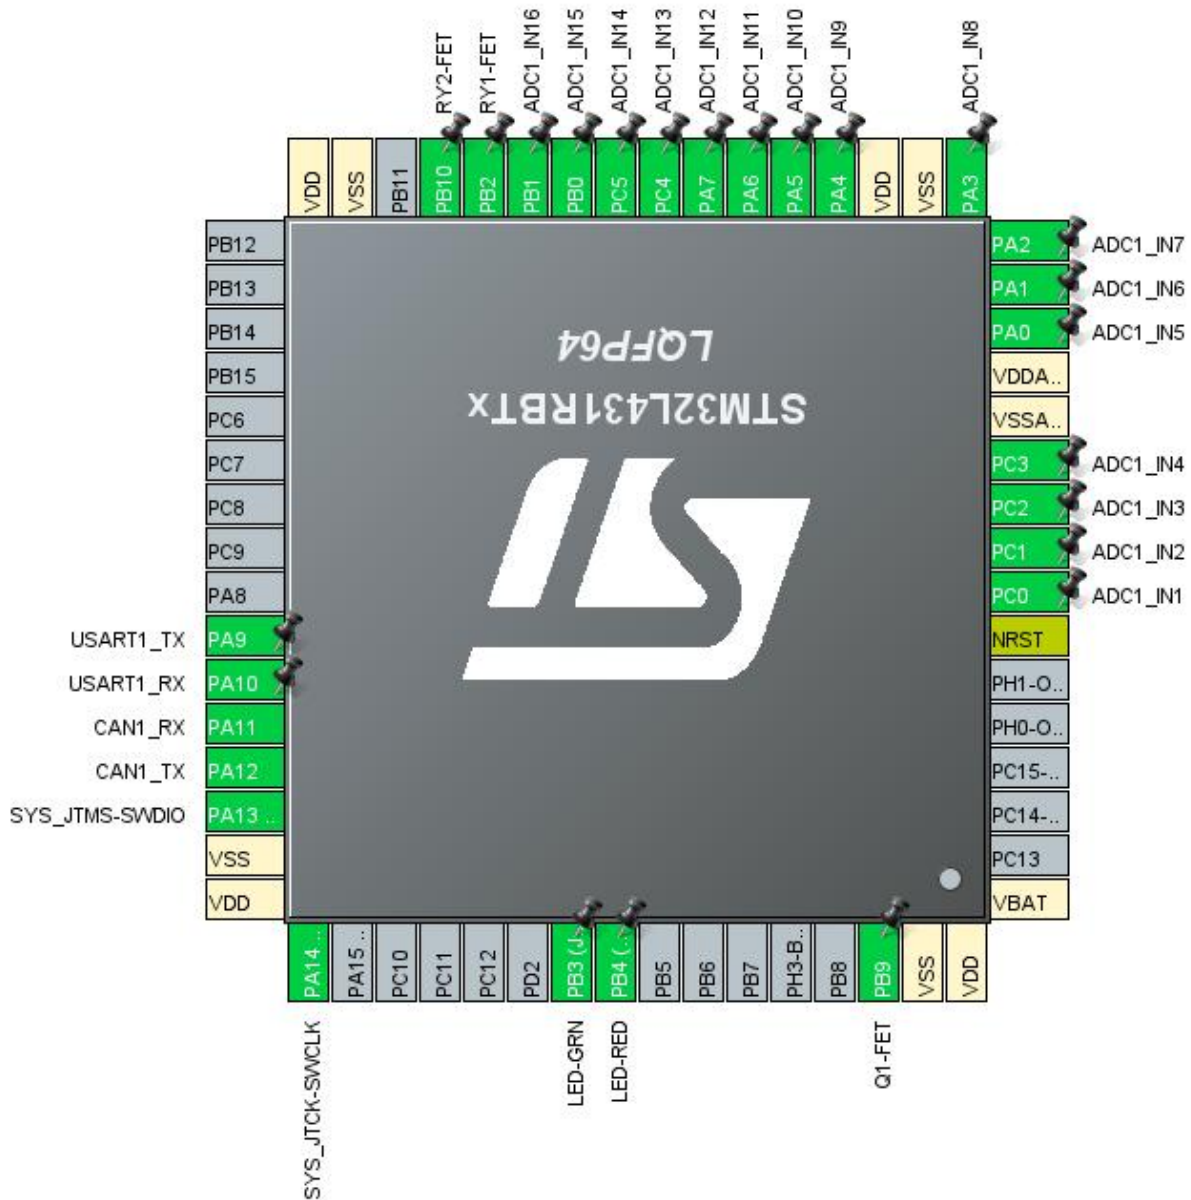 RY2-FET
RY1-FET
ADC1_IN16
ADC1_IN15
ADC1_IN14
ADC1_IN13
ADC1_IN12
ADC1_IN11
ADC1_IN10
ADC1_IN9
ADC1_IN8
VDD
VSS
PB11
PB10
PB2
PB1
PB0
PC5
PC4
PA7
PA6
PA5
PA4
VDD
VSS
PA3
PB12
PB13
PB14
PB15
PC6
PC7
PC8
PC9
PA8
USART1_TX PA9
USART1_RX PA10
CAN1_RX PA11
CAN1_TX PA12
SYS_JTMS-SWDIO PA13 ..
VSS
VDD
LQFP64
STM32L431RBTx
ST
PA2 ADC1_IN7
PA1 ADC1_IN6
PA0 ADC1_IN5
VDDA..
VSSA..
PC3 ADC1_IN4
PC2 ADC1_IN3
PC1 ADC1_IN2
PC0 ADC1_IN1
NRST
PH1-O..
PH0-O..
PC15-..
PC14-..
PC13
VBAT
PA14 ..
PA15 ..
PC10
PC11
PC12
PD2
PB3 (J..
PB4 (..
PB5
PB6
PB7
PH3-B..
PB8
PB9
VSS
VDD
SYS_JTCK-SWCLK
LED-GRN
LED-RED
Q1-FET